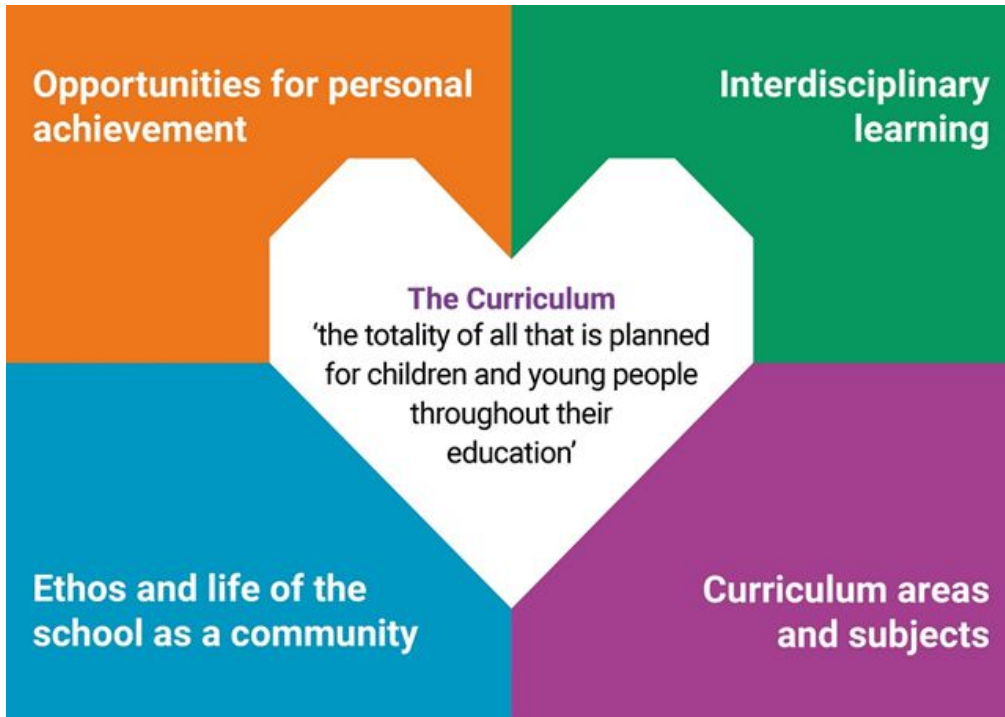 Opportunities for personal
achievement
Interdisciplinary
learning
The Curriculum
‘the totality of all that is planned
for children and young people
throughout their
education’
Ethos and life of the
school as a community
Curriculum areas
and subjects